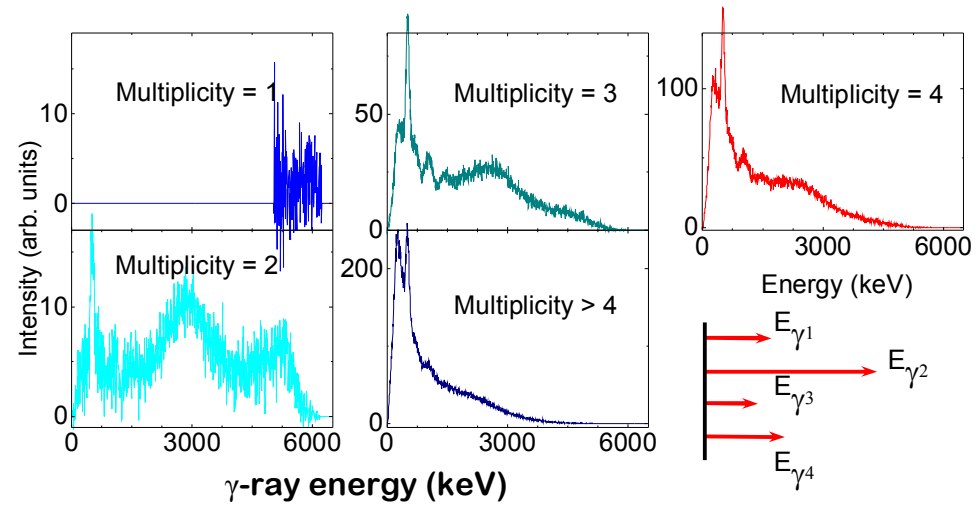 Multiplicity = 1
15
0
Intensity (arb. units)
Multiplicity = 2
10
0
0
3000
6000
Multiplicity = 3
50
0
Multiplicity > 4
200
0
0
3000
6000
γ-ray energy (keV)
Multiplicity = 4
100
0
0
3000
6000
Energy (keV)
Eγ1
Eγ2
Eγ3
Eγ4